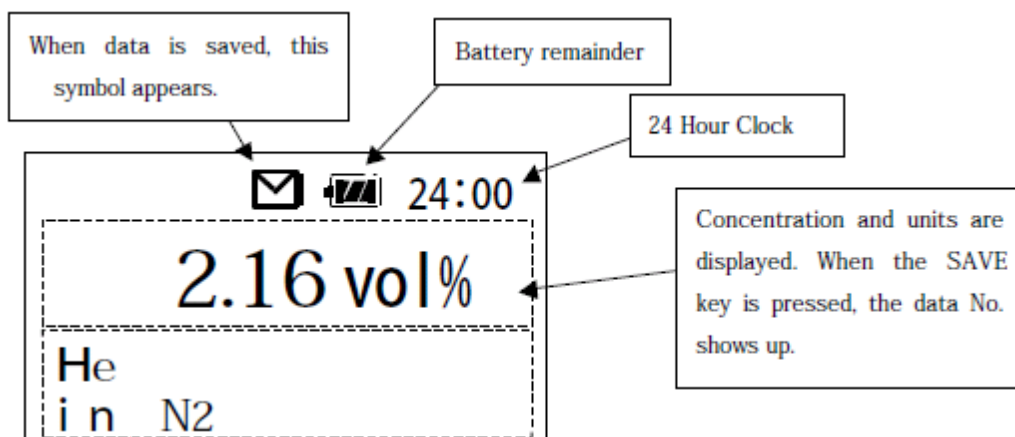 When data is saved, this
symbol appears.
Battery remainder
24 Hour Clock
24:00
Concentration and units are
displayed. When the SAVE
key is pressed, the data No.
shows up.
2.16 vol%
He
in N2